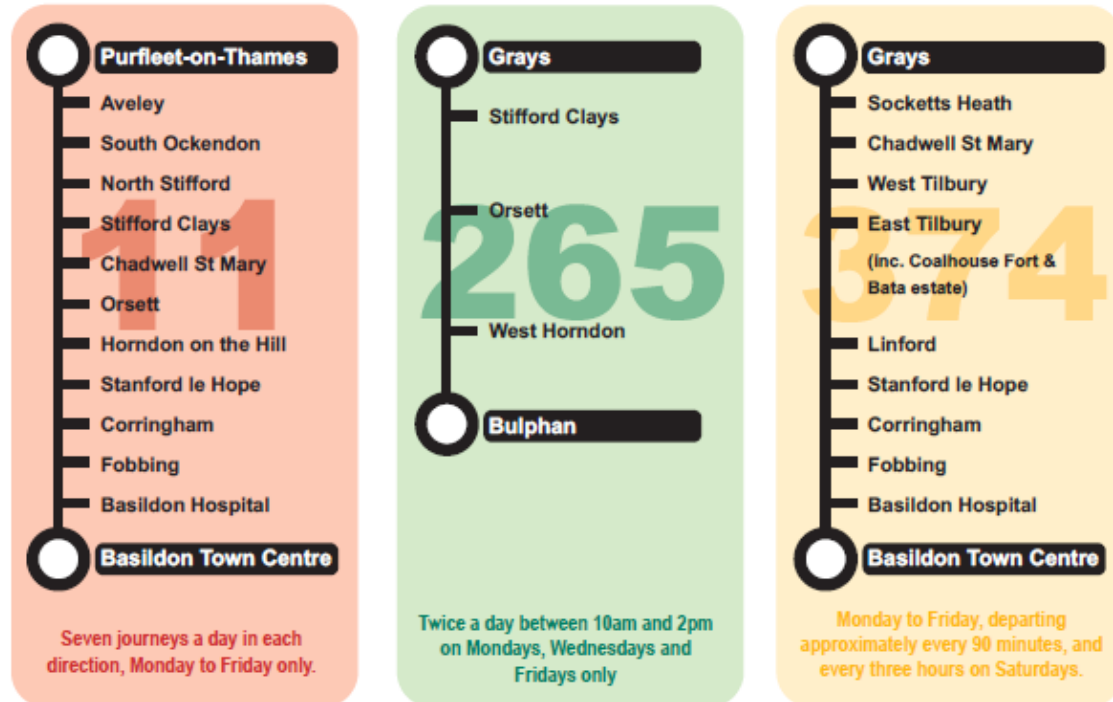 11
Purfleet-on-Thames
Aveley
South Ockendon
North Stifford
Stifford Clays
Chadwell St Mary
Orsett
Horndon on the Hill
Stanford le Hope
Corringham
Fobbing
Basildon Hospital
Basildon Town Centre
Seven journeys a day in each
direction, Monday to Friday only.
265
Grays
Stifford Clays
Orsett
West Horndon
Bulphan
Twice a day between 10am and 2pm
on Mondays, Wednesdays and
Fridays only
374
Grays
Socketts Heath
Chadwell St Mary
West Tilbury
East Tilbury
(inc. Coalhouse Fort &
Bata estate)
Linford
Stanford le Hope
Corringham
Fobbing
Basildon Hospital
Basildon Town Centre
Monday to Friday, departing
approximately every 90 minutes, and
every three hours on Saturdays.